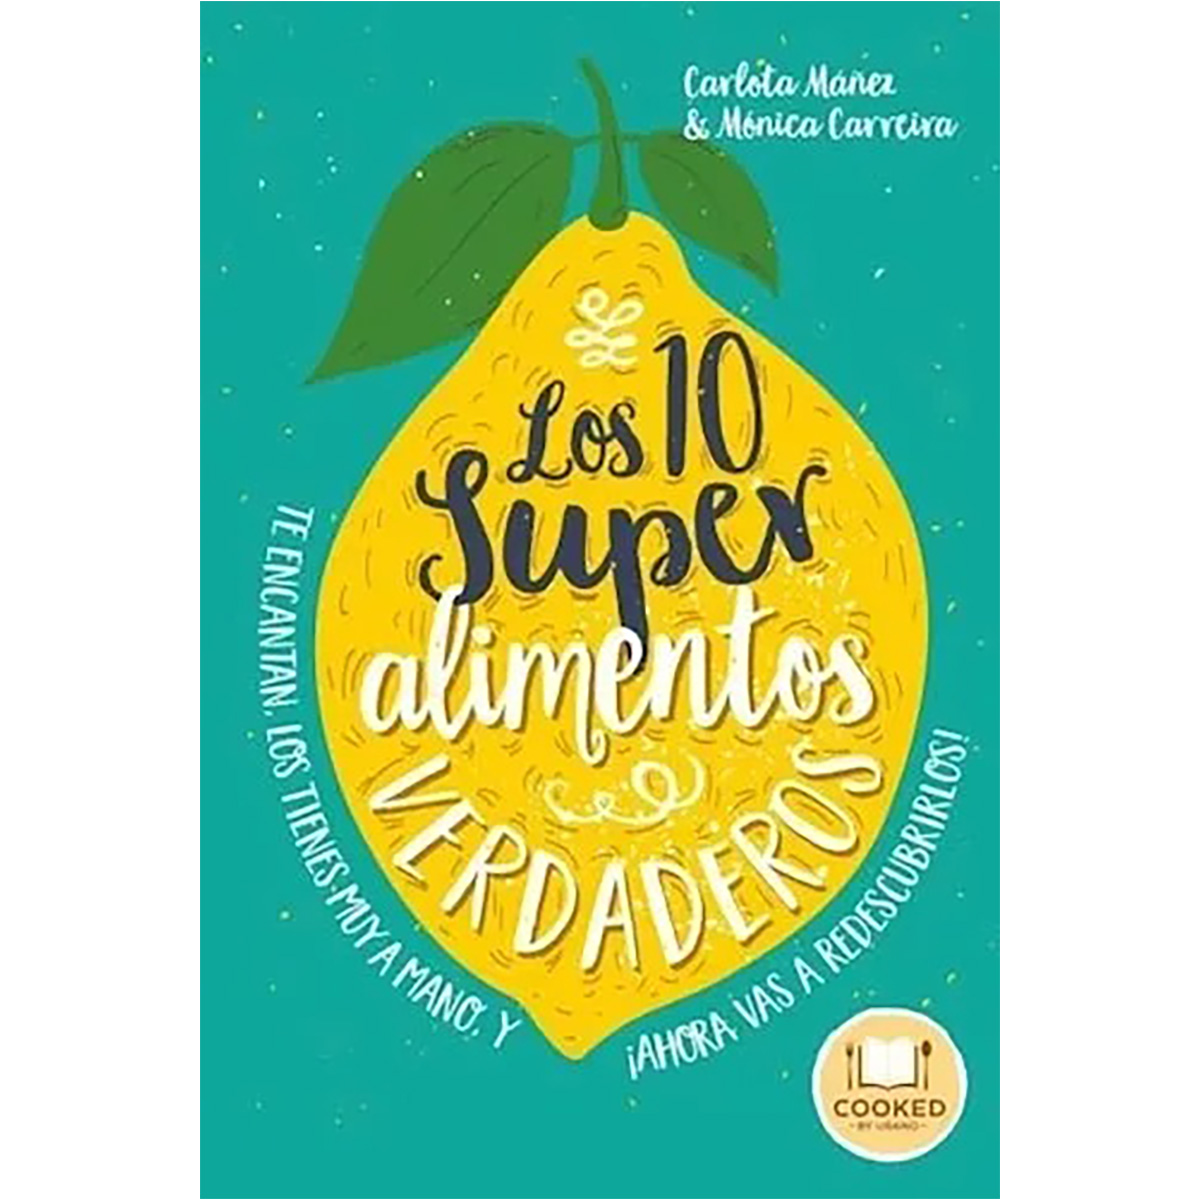 Carlota Máñez
& Mónica Carreira
Los 10
Super
alimentos
VERDADEROS
TE ENCANTAN, LOS TIENES MUY A MANO, Y
¡AHORA VAS A REDESCUBRIRLOS!
COOKED
BY URANO